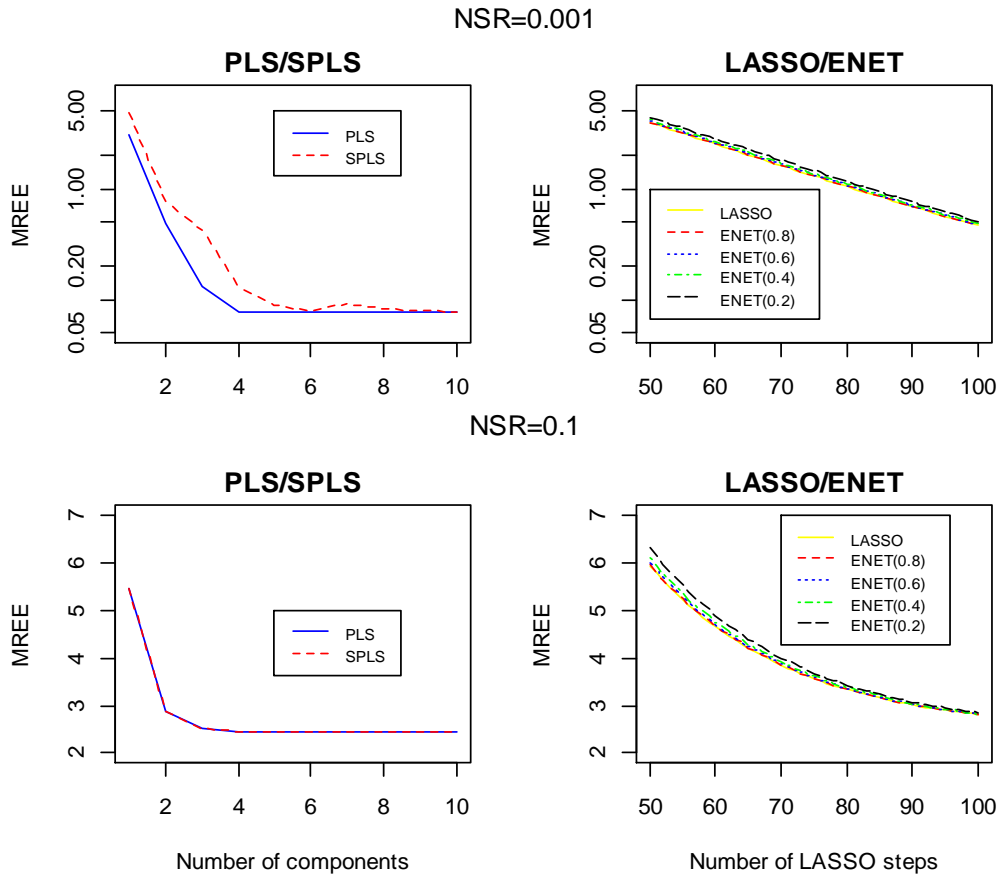 NSR=0.001
PLS/SPLS
MREE
5.00
1.00
0.20
0.05
PLS
SPLS
2
4
6
8
10
LASSO/ENET
MREE
5.00
1.00
0.20
0.05
LASSO
ENET(0.8)
ENET(0.6)
ENET(0.4)
ENET(0.2)
50
60
70
80
90
100
NSR=0.1
PLS/SPLS
MREE
7
6
5
4
3
2
PLS
SPLS
2
4
6
8
10
Number of components
LASSO/ENET
MREE
7
6
5
4
3
2
LASSO
ENET(0.8)
ENET(0.6)
ENET(0.4)
ENET(0.2)
50
60
70
80
90
100
Number of LASSO steps